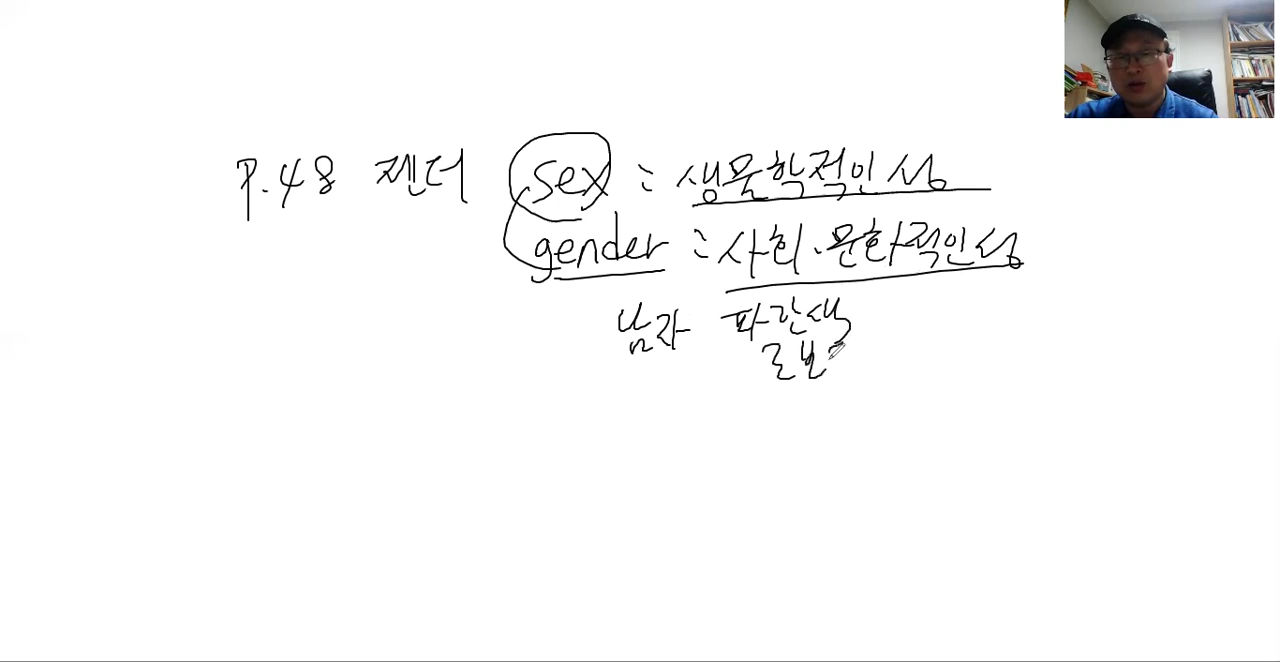 P.48 젠더 sex : 생물학적인 성
gender : 사회.문화적인 성
남자 파란색
로보